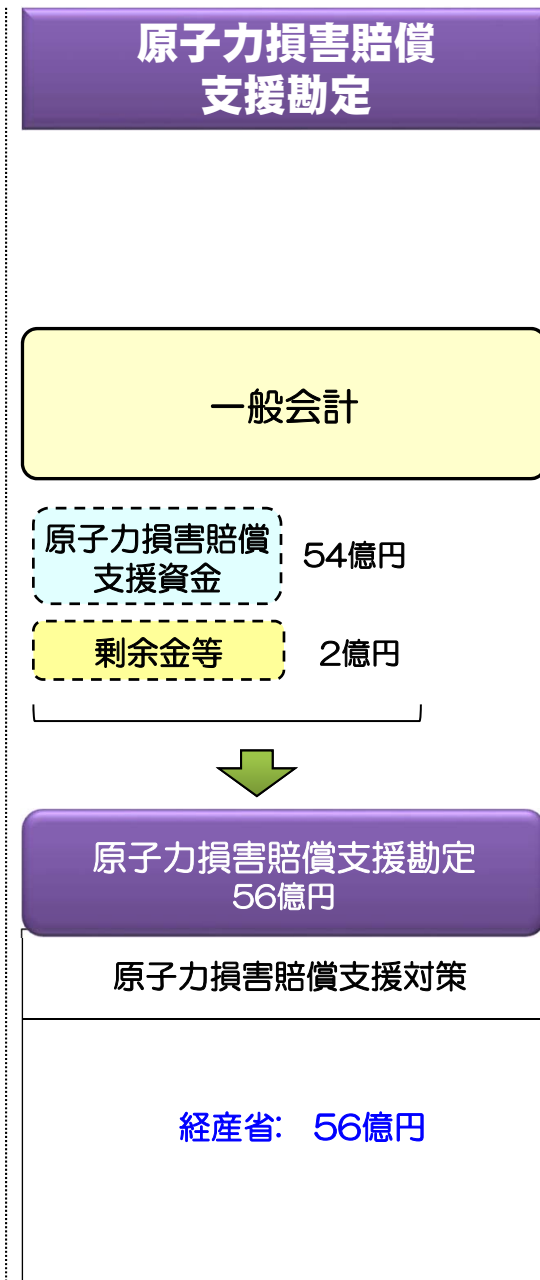 原子力損害賠償
支援勘定
一般会計
原子力損害賠償
支援資金
54億円
剰余金等
2億円
原子力損害賠償支援勘定
56億円
原子力損害賠償支援対策
経産省: 56億円